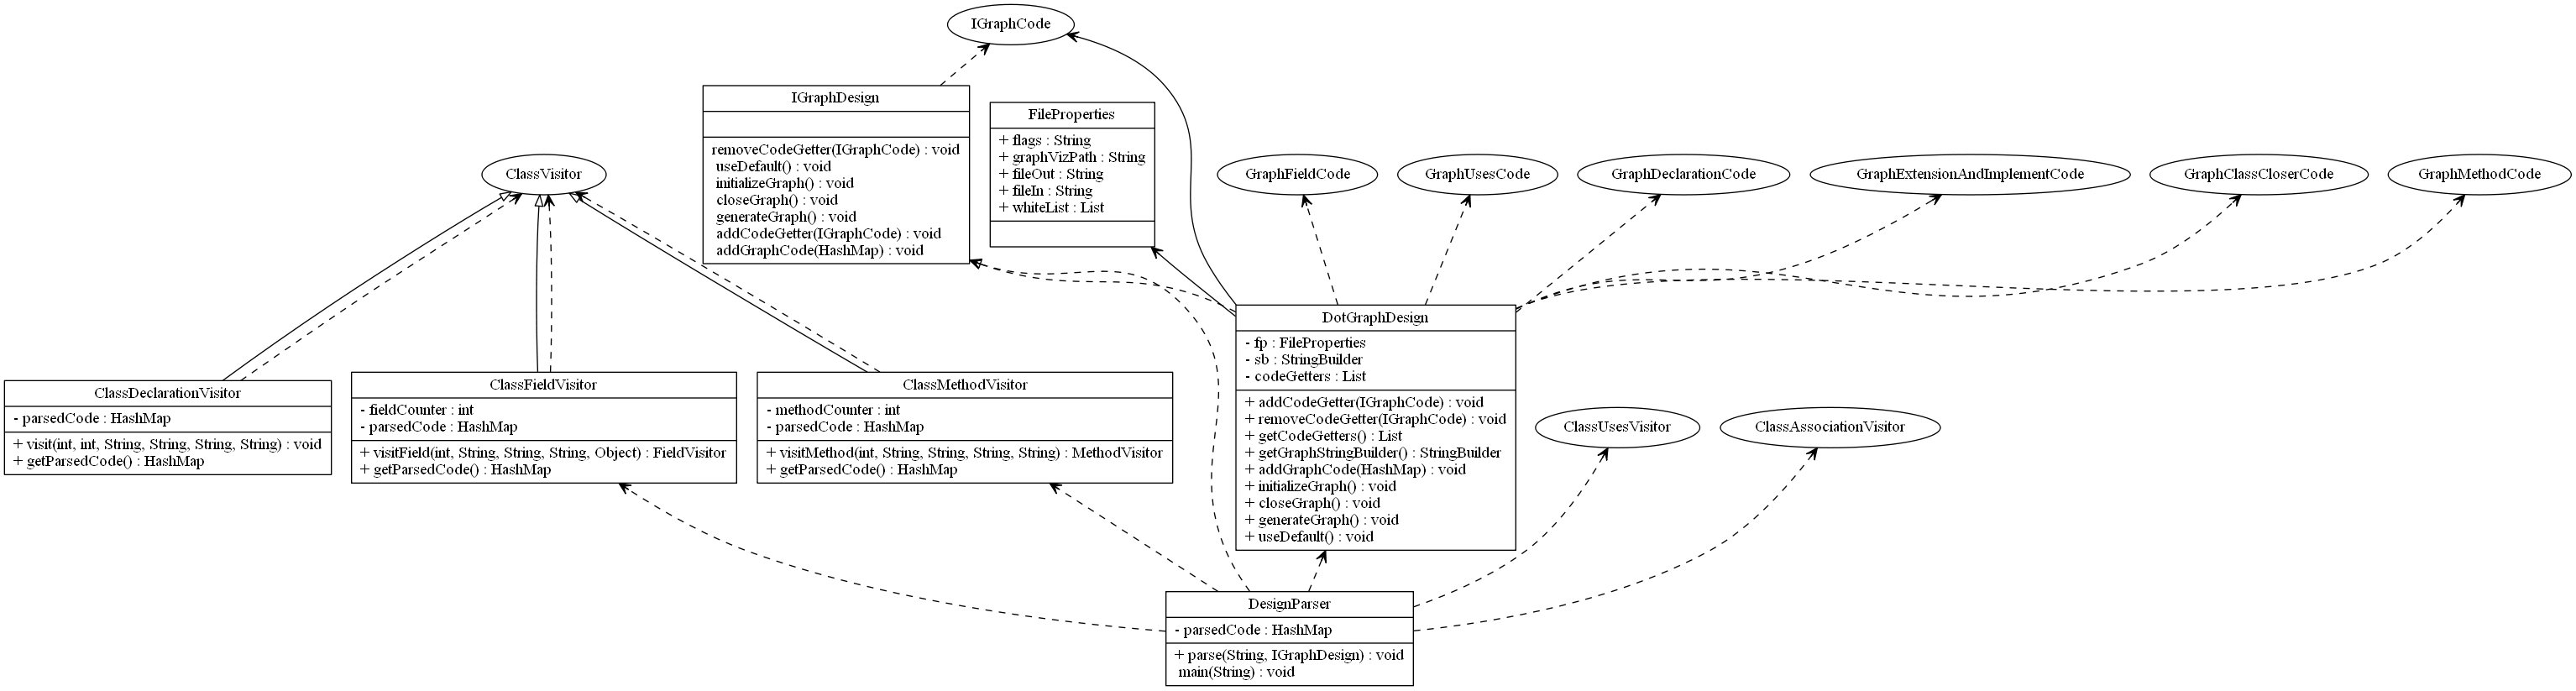 IGraphCode
IGraphDesign
removeCodeGetter(IGraphCode) : void
useDefault() : void
initializeGraph() : void
closeGraph() : void
generateGraph() : void
addCodeGetter(IGraphCode) : void
addGraphCode(HashMap) : void
FileProperties
+ flags : String
+ graphVizPath : String
+ fileOut : String
+ fileIn : String
+ whiteList : List
ClassVisitor
GraphFieldCode
GraphUsesCode
GraphDeclarationCode
GraphExtensionAndImplementCode
GraphClassCloserCode
GraphMethodCode
ClassDeclarationVisitor
- parsedCode : HashMap
+ visit(int, int, String, String, String, String) : void
+ getParsedCode() : HashMap
ClassFieldVisitor
- fieldCounter : int
- parsedCode : HashMap
+ visitField(int, String, String, String, Object) : FieldVisitor
+ getParsedCode() : HashMap
ClassMethodVisitor
- methodCounter : int
- parsedCode : HashMap
+ visitMethod(int, String, String, String, String) : MethodVisitor
+ getParsedCode() : HashMap
DotGraphDesign
- fp : FileProperties
- sb : StringBuilder
- codeGetters : List
+ addCodeGetter(IGraphCode) : void
+ removeCodeGetter(IGraphCode) : void
+ getCodeGetters() : List
+ getGraphStringBuilder() : StringBuilder
+ addGraphCode(HashMap) : void
+ initializeGraph() : void
+ closeGraph() : void
+ generateGraph() : void
+ useDefault() : void
ClassUsesVisitor
ClassAssociationVisitor
DesignParser
- parsedCode : HashMap
+ parse(String, IGraphDesign) : void
main(String) : void